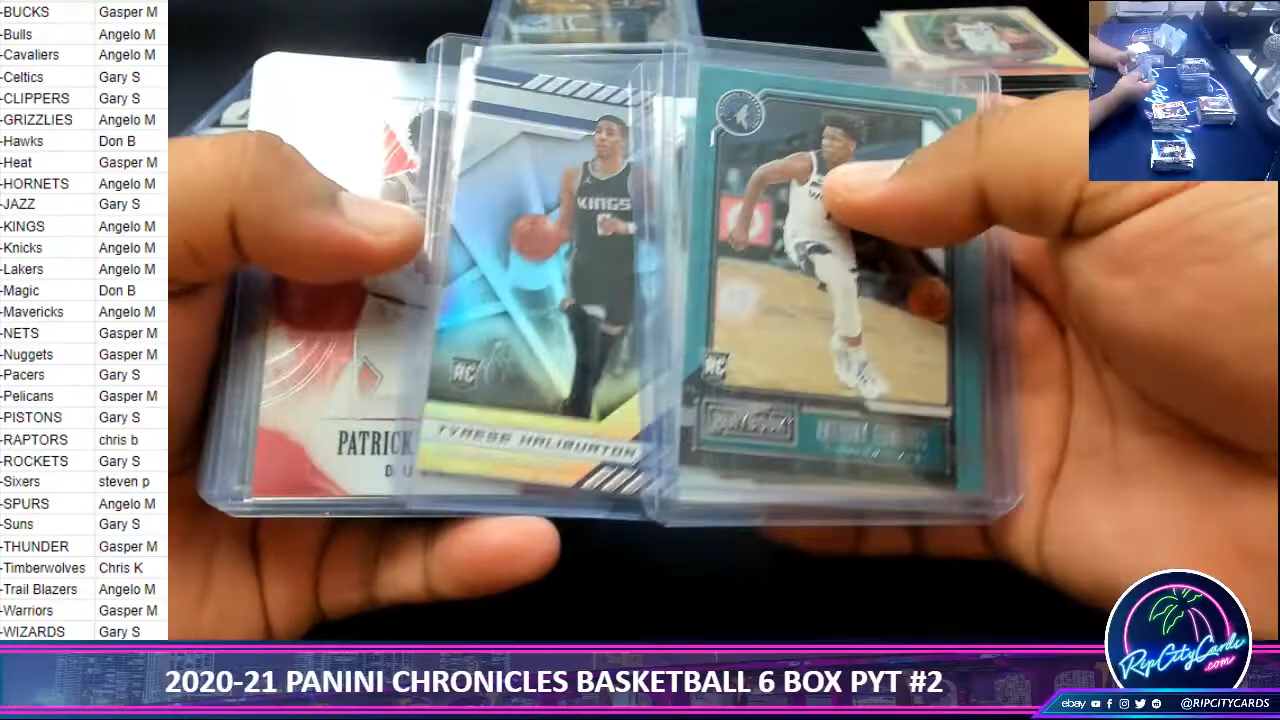 -BUCKS Gasper M
-Bulls Angelo M
-Cavaliers Angelo M
-Celtics Gary S
-CLIPPERS Gary S
-GRIZZLIES Angelo M
-Hawks Don B
-Heat Gasper M
-HORNETS Angelo M
-JAZZ Gary S
-KINGS Angelo M
-Knicks Angelo M
-Lakers Angelo M
-Magic Don B
-Mavericks Angelo M
-NETS Gasper M
-Nuggets Gasper M
-Pacers Gary S
-Pelicans Gasper M
-PISTONS Gary S
-RAPTORS chris b
-ROCKETS Gary S
-Sixers steven p
-SPURS Angelo M
-Suns Gary S
-THUNDER Gasper M
-Timberwolves Chris K
-Trail Blazers Angelo M
-Warriors Gasper M
-WIZARDS Gary S
PATRICK
KINGS
RC
TYRESE HALIBURTON
RC
RipCityCards
.com
2020-21 PANINI CHRONICLES BASKETBALL 6 BOX PYT #2
ebay @RIPCITYCARDS